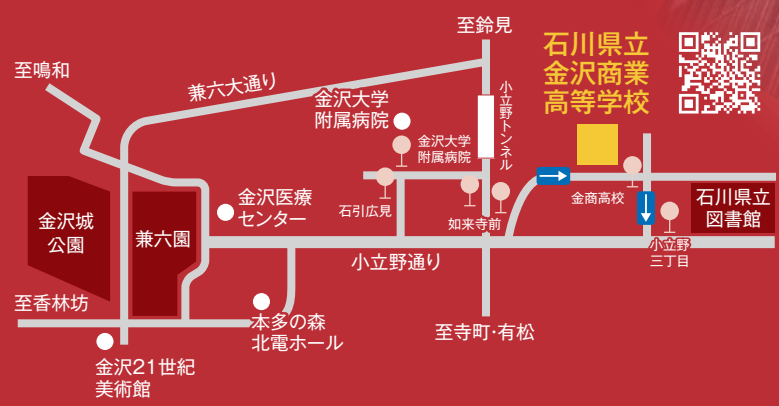 至鈴見
石川県立
金沢商業
高等学校
至鳴和
兼六大通り
金沢大学
附属病院
小立野トンネル
金沢大学
附属病院
金沢城
公園
兼六園
金沢医療
センター
石引広見
如来寺前
金商高校
石川県立
図書館
小立野通り
小立野
三丁目
至香林坊
本多の森
北電ホール
至寺町・有松
金沢21世紀
美術館